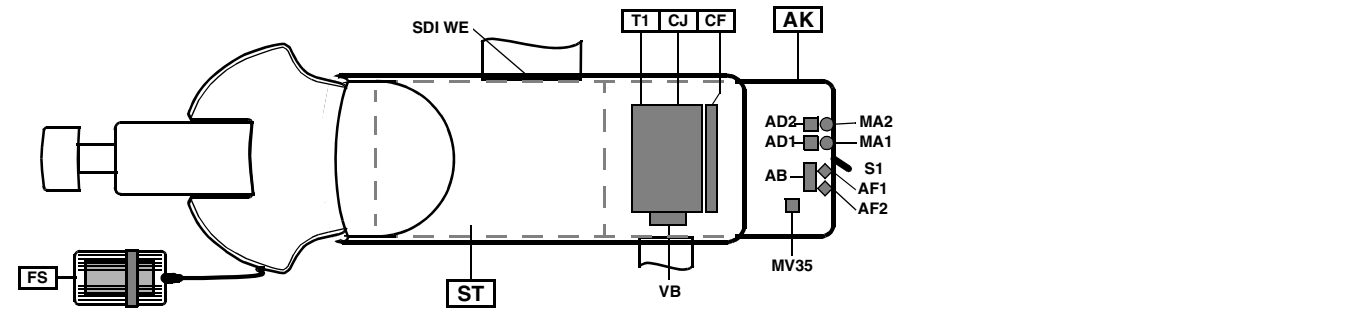 SDI WE
T1 CJ CF
AK
AD2 MA2
AD1 MA1
S1
AB
AF1
AF2
MV35
FS
ST
VB